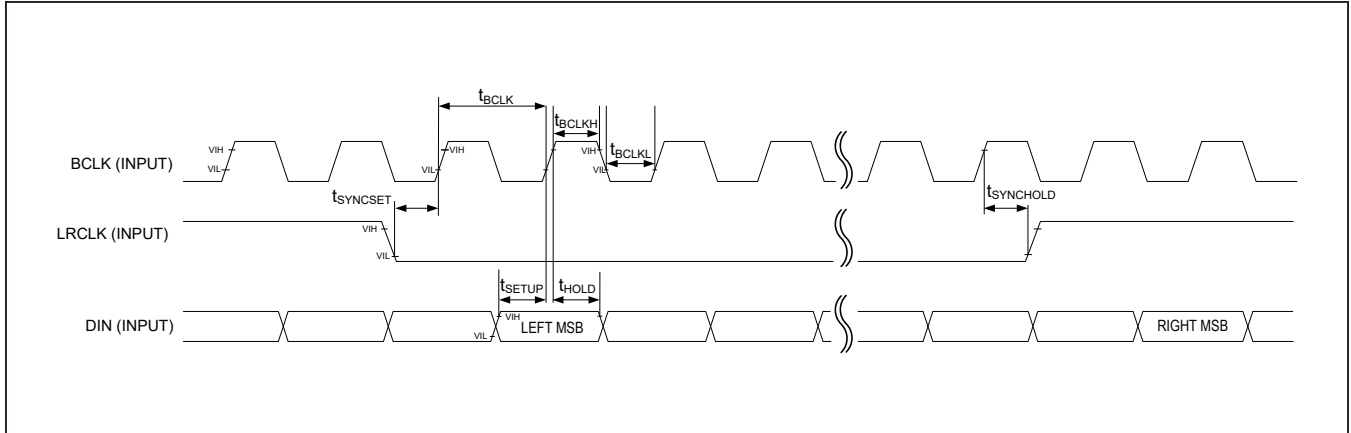 tBCLK
tBCLKH
tBCLKL
BCLK (INPUT)
VIH
VIL
VIH
VIL
VIH
VIL
tSYNCSET
tSYNCHOLD
LRCLK (INPUT)
VIH
VIL
tSETUP
tHOLD
DIN (INPUT)
VIH
VIL
LEFT MSB
RIGHT MSB